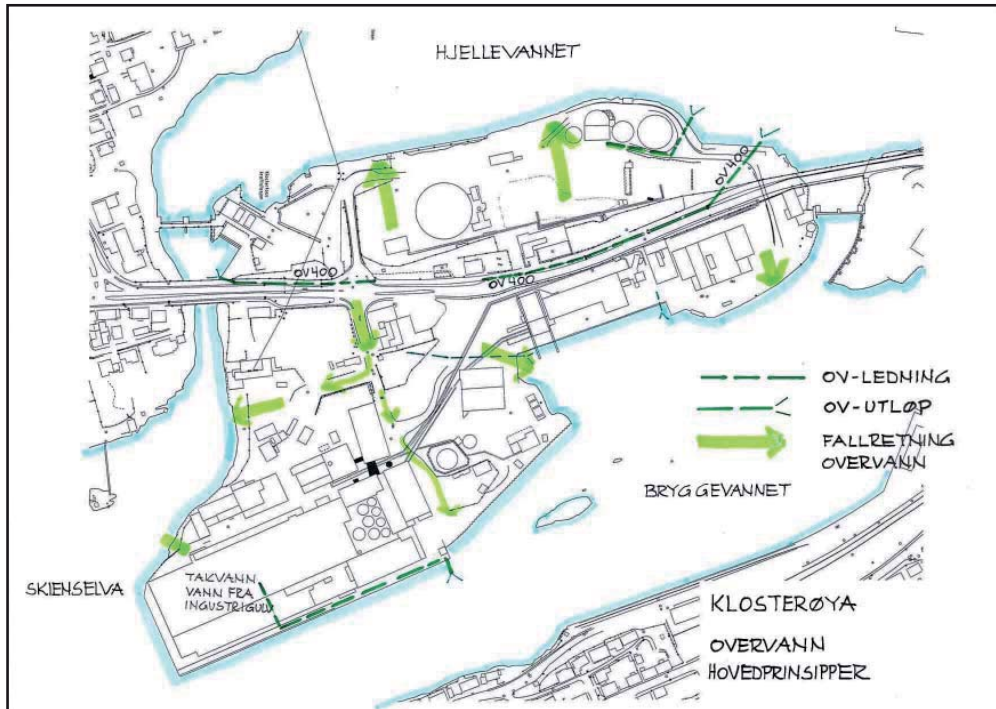 HJELLEVANNET
OV400
OV400
OV400
OV-LEDNING
OV-UTLØP
FALLRETNING
OVERVANN
BRYGGEVANNET
SKIENSELVA
TAKVANN
VANN FRA
INGUSTRIGULV
KLOSTERØYA
OVERVANN
HOVEDPRINSIPPER